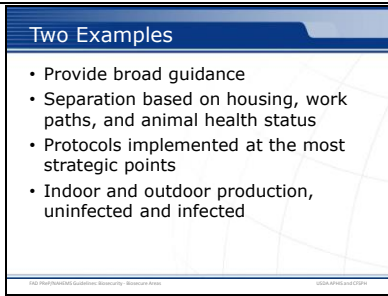 Two Examples
• Provide broad guidance
• Separation based on housing, work
paths, and animal health status
• Protocols implemented at the most
strategic points
• Indoor and outdoor production,
uninfected and infected
FAD PReP/NAHEMS Guidelines: Biosecurity - Biosecure Areas
USDA APHIS and CFSPH